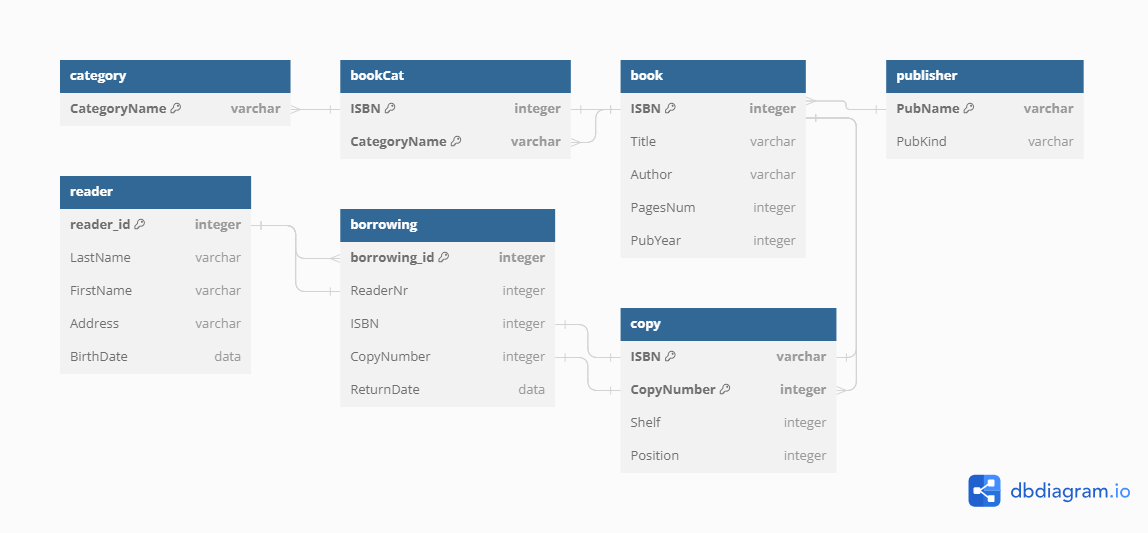 category
CategoryName varchar
bookCat
ISBN integer
CategoryName varchar
book
ISBN integer
Title varchar
Author varchar
PagesNum integer
PubYear integer
publisher
PubName varchar
PubKind varchar
reader
reader_id integer
LastName varchar
FirstName varchar
Address varchar
BirthDate data
borrowing
borrowing_id integer
ReaderNr integer
ISBN integer
CopyNumber integer
ReturnDate data
copy
ISBN varchar
CopyNumber integer
Shelf integer
Position integer
dbdiagram.io